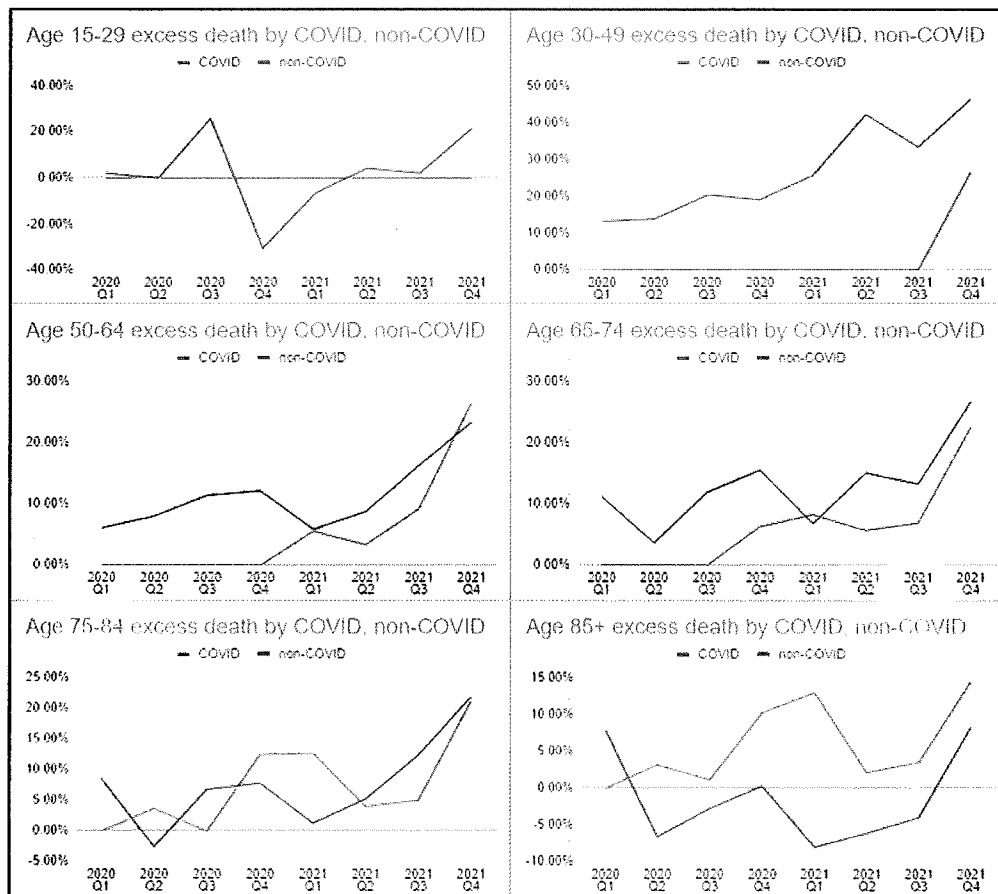 Age 15-29 excess death by COVID, non-COVID
COVID non-COVID
40.00%
20.00%
0.00%
-20.00%
-40.00%
2020 Q1 2020 Q2 2020 Q3 2020 Q4 2021 Q1 2021 Q2 2021 Q3 2021 Q4
Age 30-49 excess death by COVID, non-COVID
COVID non-COVID
50.00%
40.00%
30.00%
20.00%
10.00%
0.00%
2020 Q1 2020 Q2 2020 Q3 2020 Q4 2021 Q1 2021 Q2 2021 Q3 2021 Q4
Age 50-64 excess death by COVID, non-COVID
COVID non-COVID
30.00%
20.00%
10.00%
0.00%
2020 Q1 2020 Q2 2020 Q3 2020 Q4 2021 Q1 2021 Q2 2021 Q3 2021 Q4
Age 65-74 excess death by COVID, non-COVID
COVID non-COVID
30.00%
20.00%
10.00%
0.00%
2020 Q1 2020 Q2 2020 Q3 2020 Q4 2021 Q1 2021 Q2 2021 Q3 2021 Q4
Age 75-84 excess death by COVID, non-COVID
COVID non-COVID
25.00%
20.00%
15.00%
10.00%
5.00%
0.00%
-5.00%
2020 Q1 2020 Q2 2020 Q3 2020 Q4 2021 Q1 2021 Q2 2021 Q3 2021 Q4
Age 85+ excess death by COVID, non-COVID
COVID non-COVID
15.00%
10.00%
5.00%
0.00%
-5.00%
-10.00%
2020 Q1 2020 Q2 2020 Q3 2020 Q4 2021 Q1 2021 Q2 2021 Q3 2021 Q4